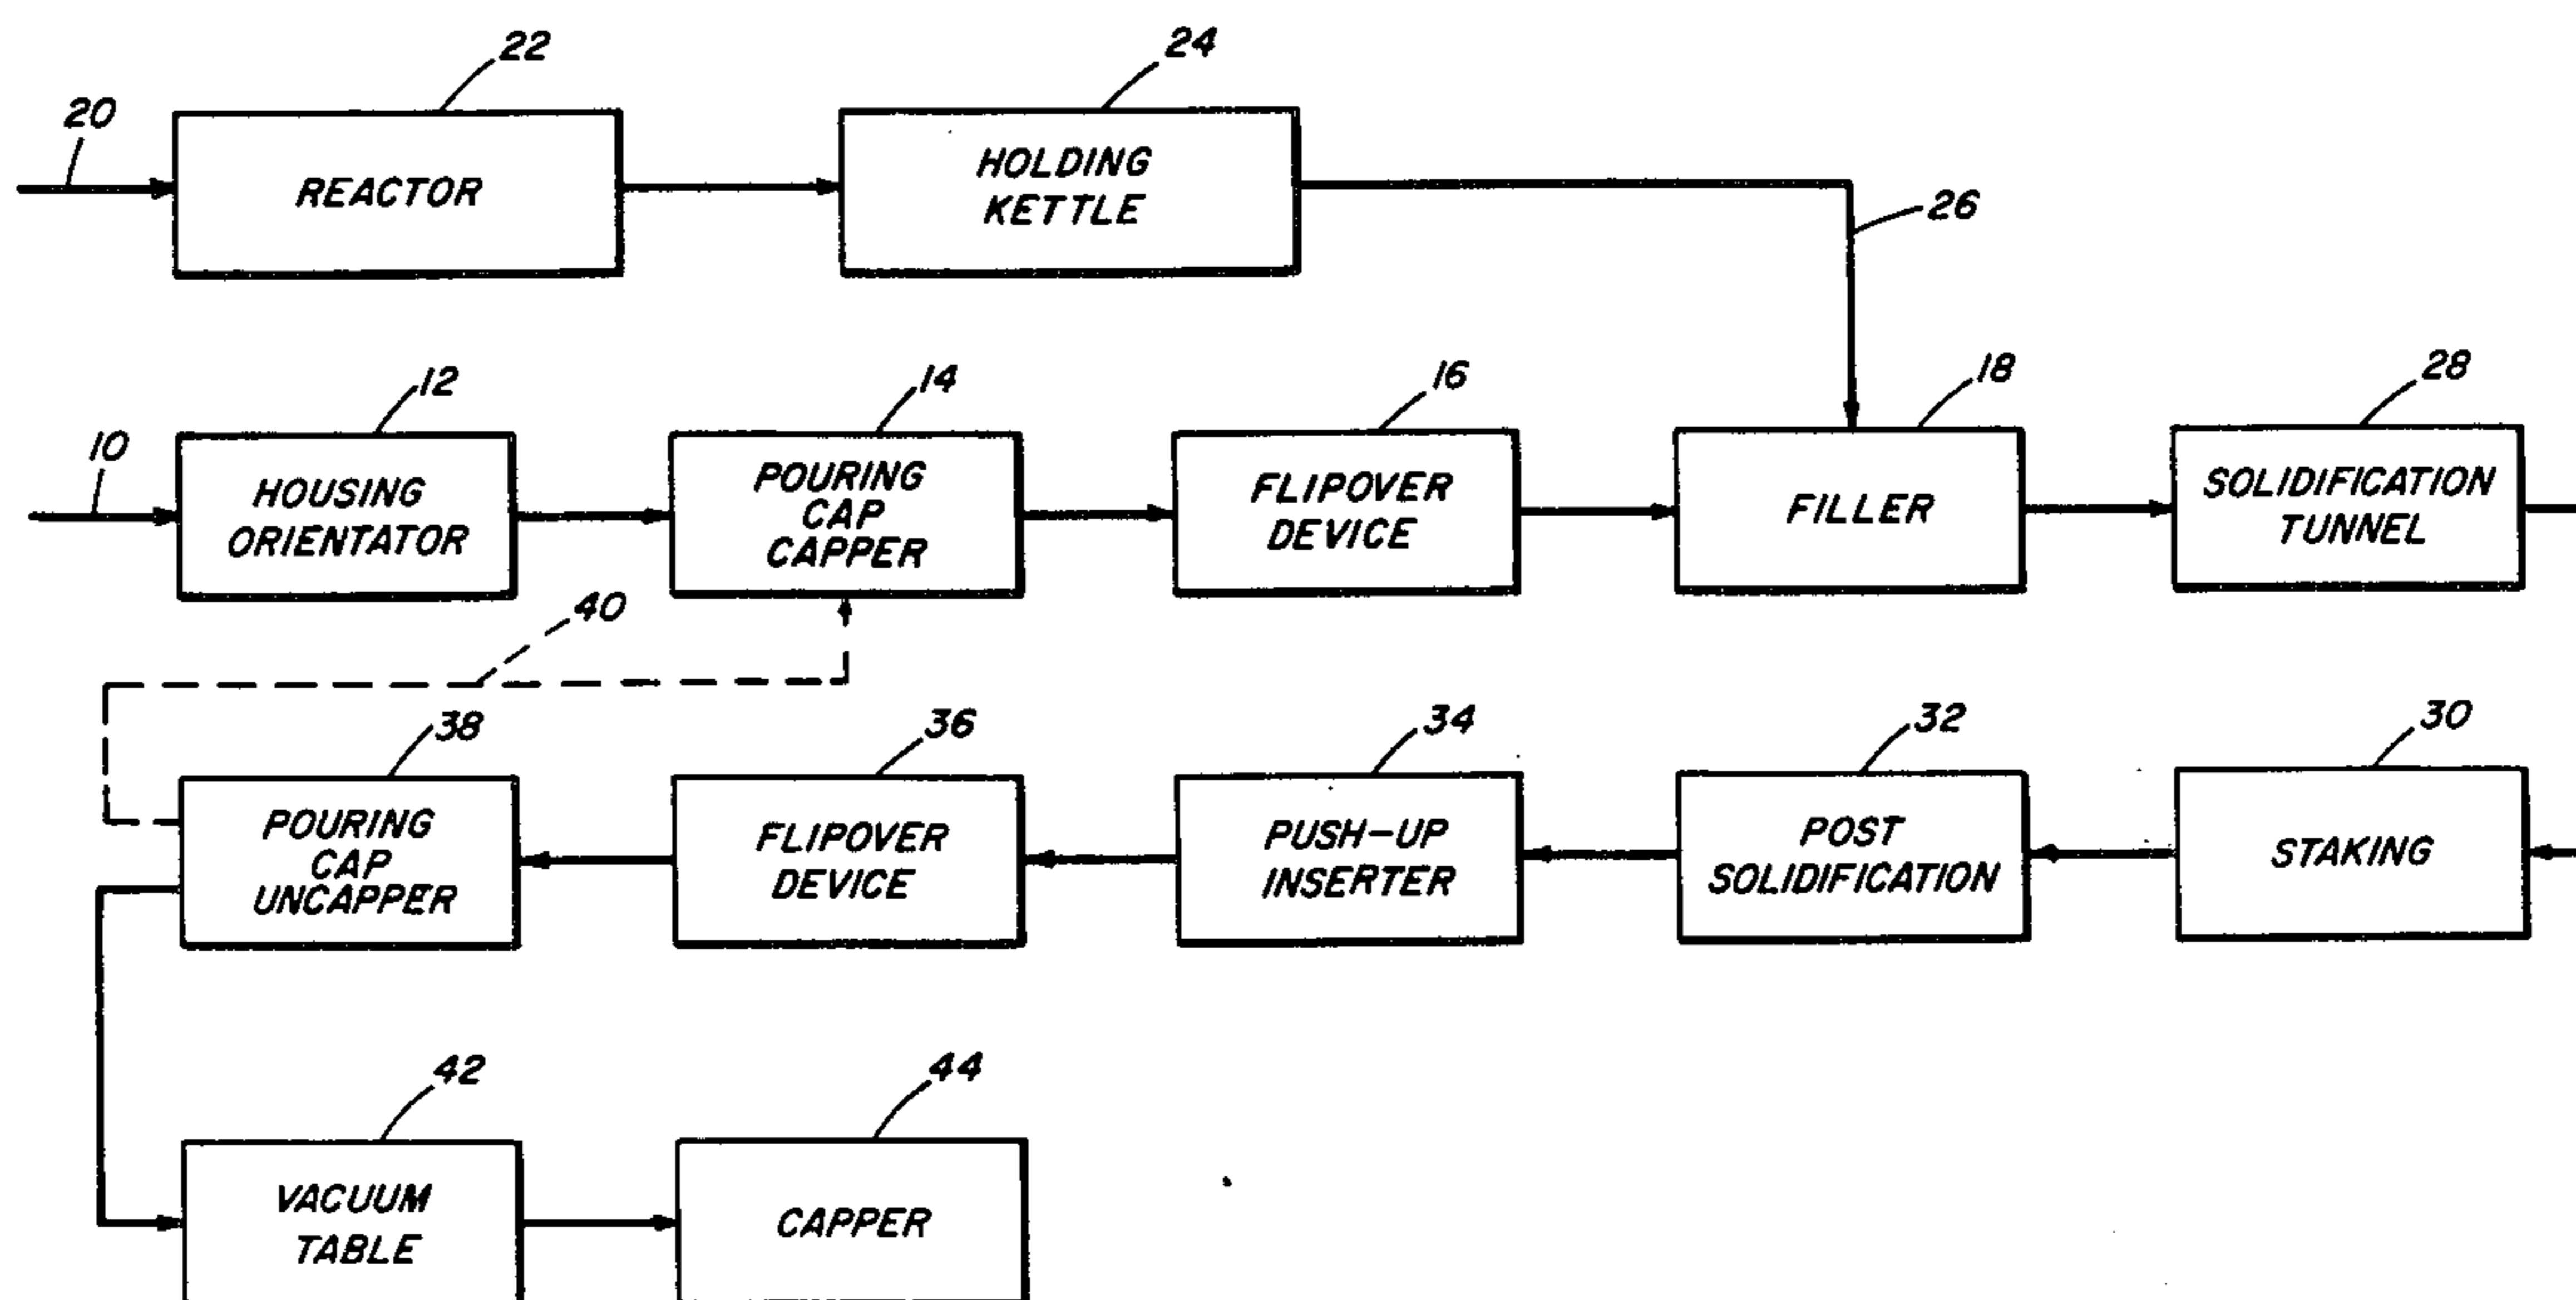 22
24
20
REACTOR
HOLDING
KETTLE
26
12
14
16
18
28
10
HOUSING
ORIENTATOR
POURING
CAP
CAPPER
FLIPOVER
DEVICE
FILLER
SOLIDIFICATION
TUNNEL
40
38
36
34
32
30
POURING
CAP
UNCAPPER
FLIPOVER
DEVICE
PUSH-UP
INSERTER
POST
SOLIDIFICATION
STAKING
42
44
VACUUM
TABLE
CAPPER